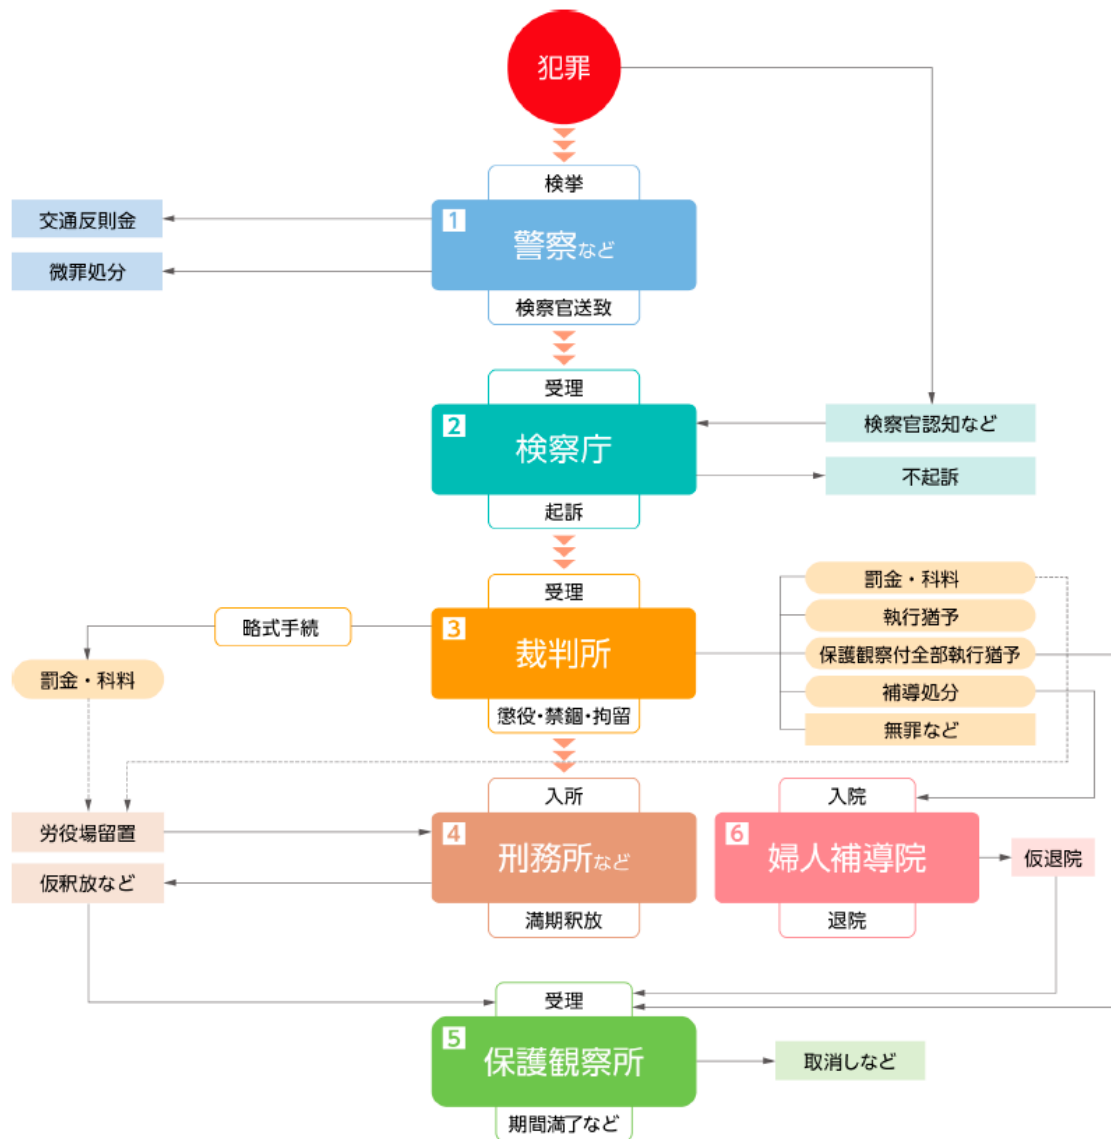 犯罪
検挙
交通反則金
1
警察など
微罪処分
検察官送致
受理
2
検察庁
検察官認知など
不起訴
起訴
受理
略式手続
3
裁判所
罰金・科料
罰金・科料
執行猶予
保護観察付全部執行猶予
補導処分
無罪など
懲役・禁錮・拘留
入所
労役場留置
4
刑務所など
仮釈放など
満期釈放
入院
6
婦人補導院
仮退院
退院
受理
5
保護観察所
取消しなど
期間満了など